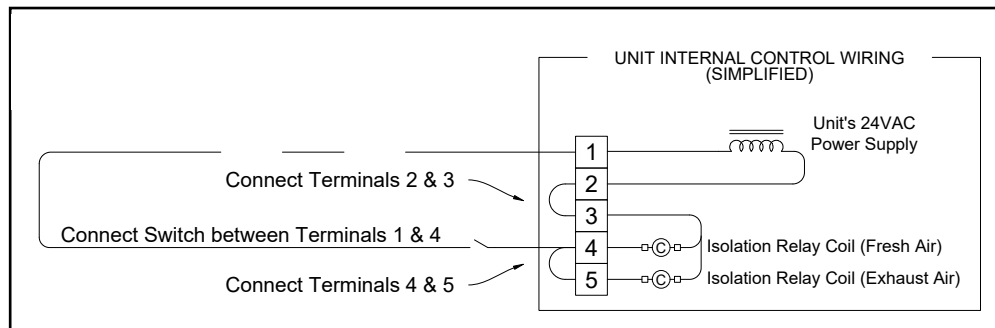 UNIT INTERNAL CONTROL WIRING
(SIMPLIFIED)
Unit's 24VAC
Power Supply
1
Connect Terminals 2 & 3
2
3
Connect Switch between Terminals 1 & 4
4
C
Isolation Relay Coil (Fresh Air)
Connect Terminals 4 & 5
5
C
Isolation Relay Coil (Exhaust Air)